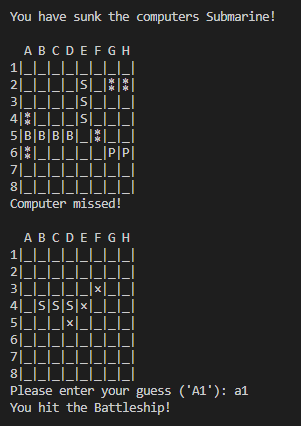 You have sunk the computers Submarine!
A B C D E F G H
1|_|_|_|_|_|_|_|_|
2|_|_|_|_|S|_|⁑|⁑|
3|_|_|_|_|S|_|_|_|
4|⁑|_|_|_|S|_|_|_|
5|B|B|B|B|_|⁑|_|_|
6|⁑|_|_|_|_|_|P|P|
7|_|_|_|_|_|_|_|_|
8|_|_|_|_|_|_|_|_|
Computer missed!
A B C D E F G H
1|_|_|_|_|_|_|_|_|
2|_|_|_|_|_|_|_|_|
3|_|_|_|_|_|×|_|_|
4|_|S|S|S|×|_|_|_|
5|_|_|_|×|_|_|_|_|
6|_|_|_|_|_|_|_|_|
7|_|_|_|_|_|_|_|_|
8|_|_|_|_|_|_|_|_|
Please enter your guess ('A1'): a1
You hit the Battleship!